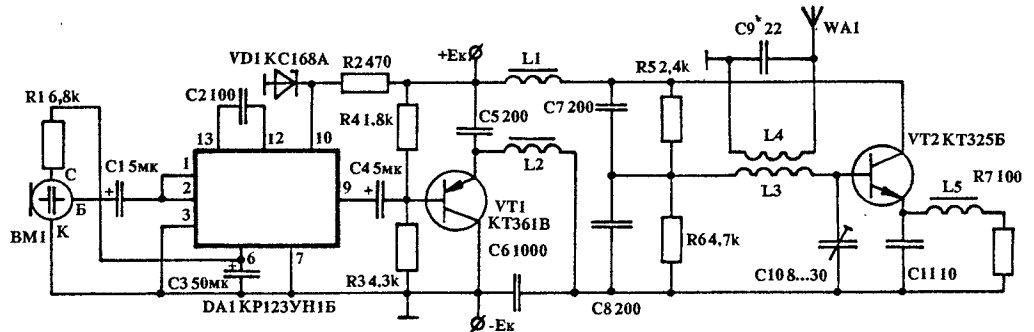 C9* 22
WA1
+Eк
VD1 KC168A
R2 470
L1
R5 2,4k
C2 100
R1 6,8k
R4 1,8k
C5 200
C7 200
L4
VT2 KT325Б
13
12
10
L2
L3
R7 100
C
C1 5мк
1
C4 5мк
L5
+
2
9
+
Б
3
VT1
KT361B
BM1
К
R6 4,7k
6
7
C6 1000
+
C3 50мк
R3 4,3k
C10 8...30
C11 10
C8 200
DA1 KP123УН1Б
-Eк